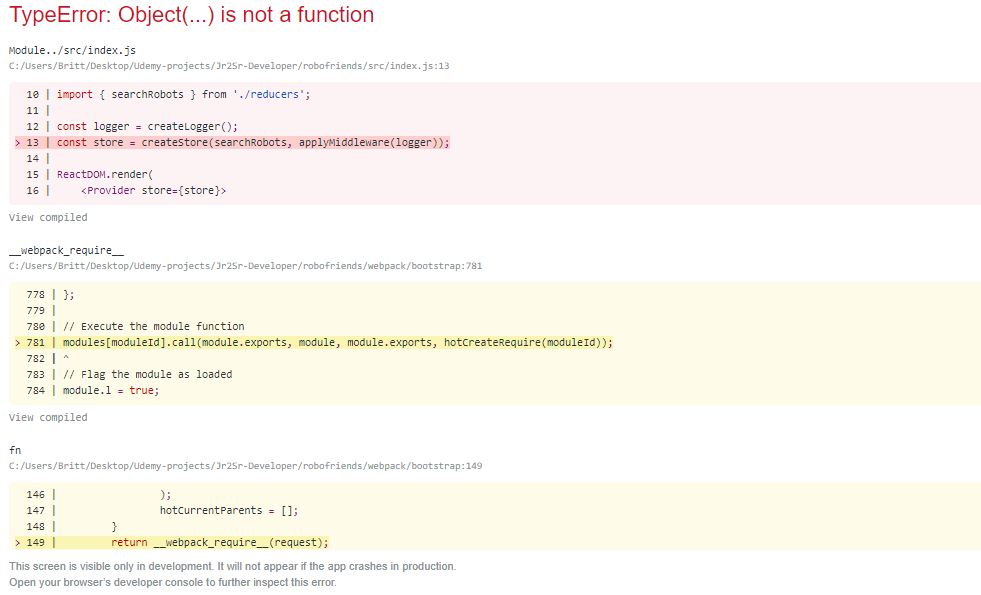 TypeError: Object(...) is not a function
Module../src/index.js
C:/Users/Britt/Desktop/Udemy-projects/Jr2Sr-Developer/robofriends/src/index.js:13
10 | import { searchRobots } from './reducers';
11 |
12 | const logger = createLogger();
> 13 | const store = createStore(searchRobots, applyMiddleware(logger));
14 |
15 | ReactDOM.render(
16 |     <Provider store={store}>
View compiled
__webpack_require__
C:/Users/Britt/Desktop/Udemy-projects/Jr2Sr-Developer/robofriends/webpack/bootstrap:781
778 | };
779 |
780 | // Execute the module function
> 781 | modules[moduleId].call(module.exports, module, module.exports, hotCreateRequire(moduleId));
782 | ^
783 | // Flag the module as loaded
784 | module.l = true;
View compiled
fn
C:/Users/Britt/Desktop/Udemy-projects/Jr2Sr-Developer/robofriends/webpack/bootstrap:149
146 |                 );
147 |                 hotCurrentParents = [];
148 |         }
> 149 |         return __webpack_require__(request);
This screen is visible only in development. It will not appear if the app crashes in production.
Open your browser's developer console to further inspect this error.